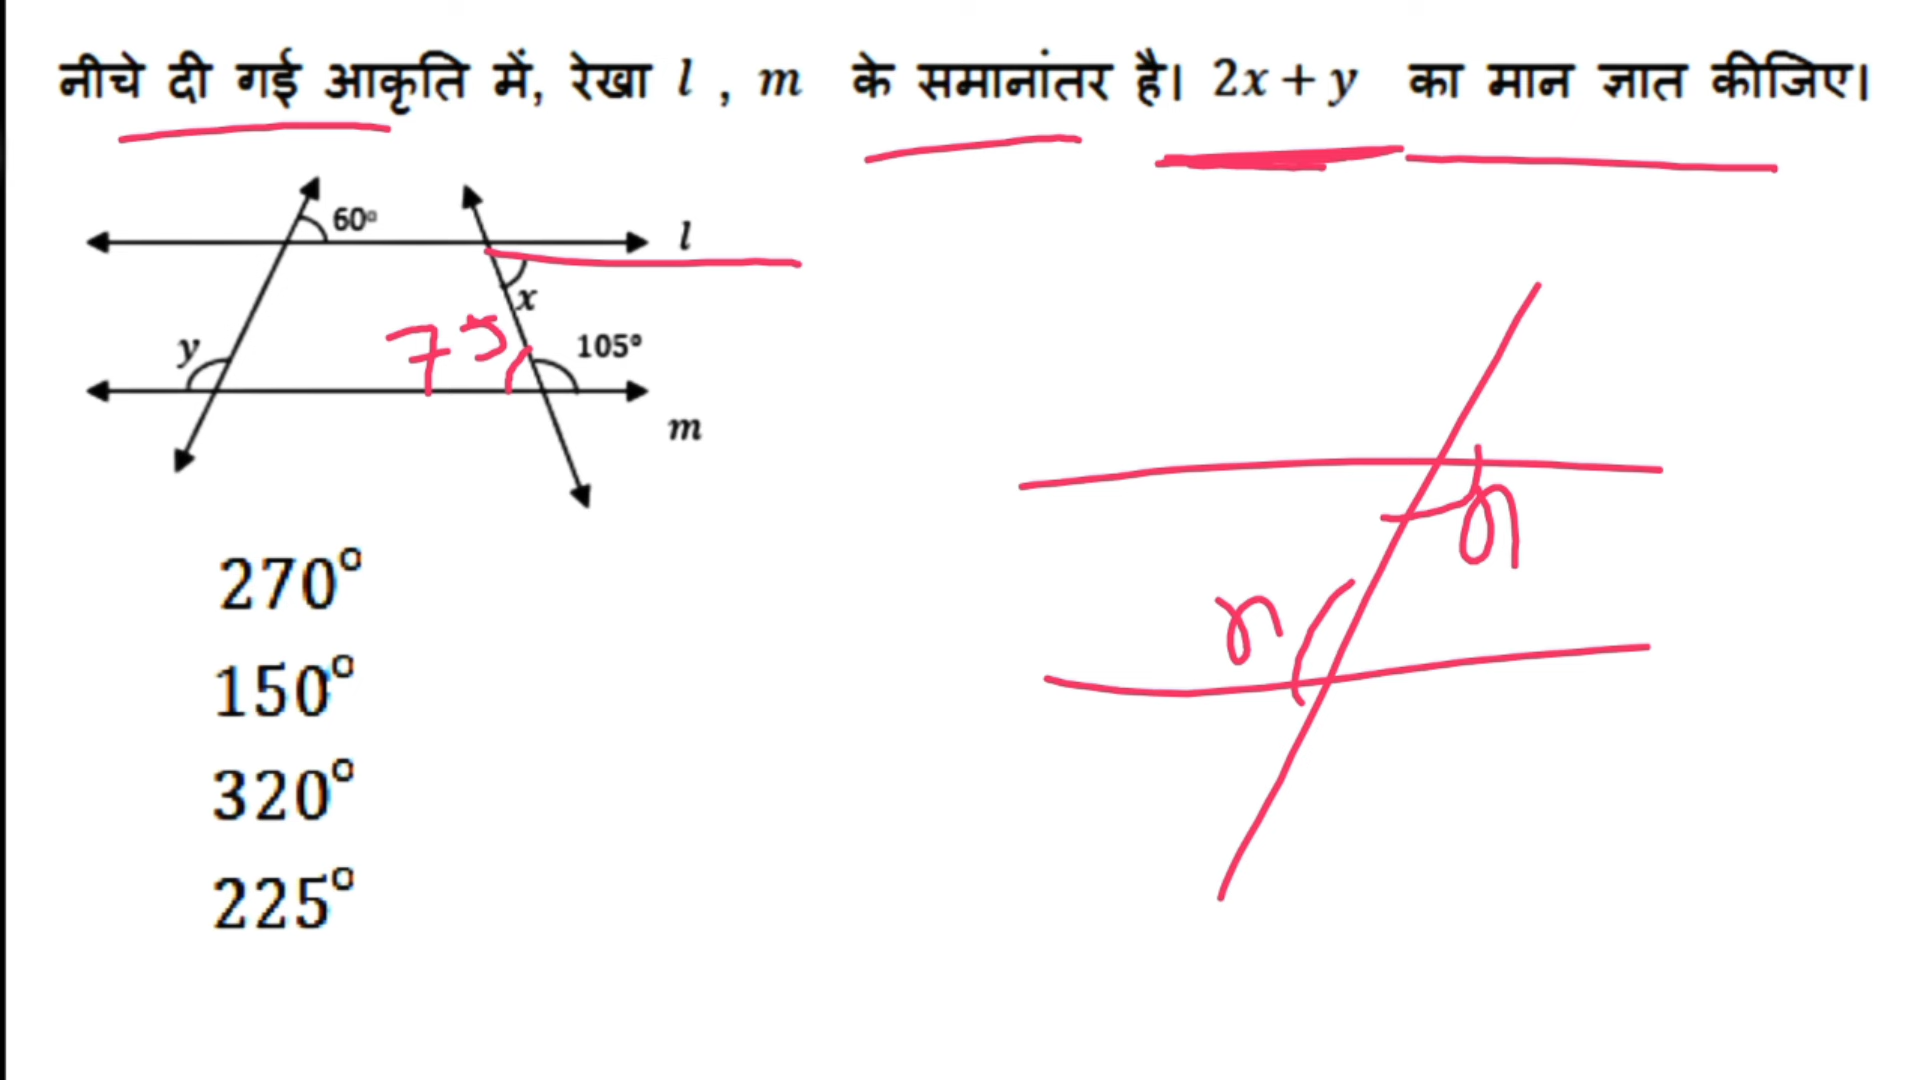 नीचे दी गई आकृति में, रेखा l , m के समानांतर है। 2x + y का मान ज्ञात कीजिए।
60°
l
x
75
y
105°
m
n
n
270°
150°
320°
225°